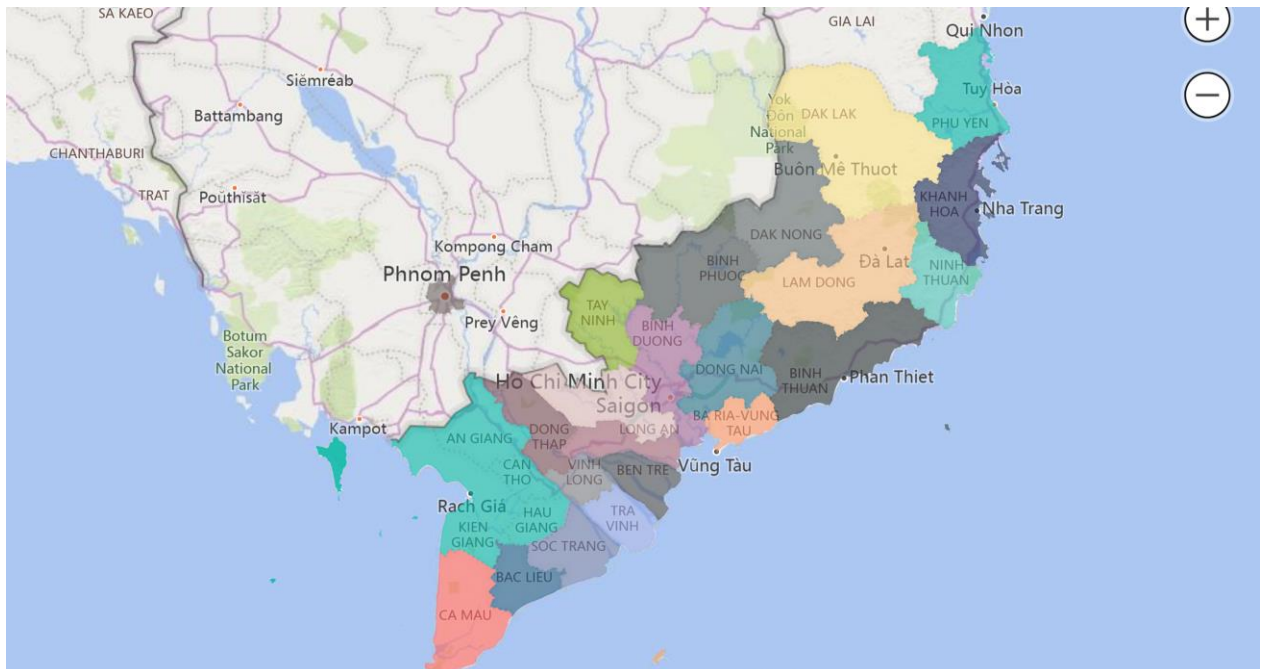 SA KAEO
GIA LAI
+
Qui Nhon
Siĕmréab
Battambang
Yok
Đôn
National
Park
DAK LAK
Tuy Hòa
PHU YEN
CHANTHABURI
TRAT
Poŭthĭsăt
Buôn Mê Thuot
KHANH
HOA
Nha Trang
Kompong Cham
DAK NONG
BINH
PHUOC
Đà Lat
NINH
THUAN
Phnom Penh
LAM DONG
TAY
NINH
Prey Vêng
BINH
DUONG
Botum
Sakor
National
Park
DONG NAI
BINH
THUAN
Phan Thiet
Ho Chi Minh City
Saigon
BA RIA-VUNG
TAU
Kampot
AN GIANG
DONG
THAP
LONG AN
Vũng Tàu
CAN
THO
VINH
LONG
BEN TRE
Rach Giá
HAU
GIANG
TRA
VINH
KIEN
GIANG
SOC TRANG
BAC LIEU
CA MAU